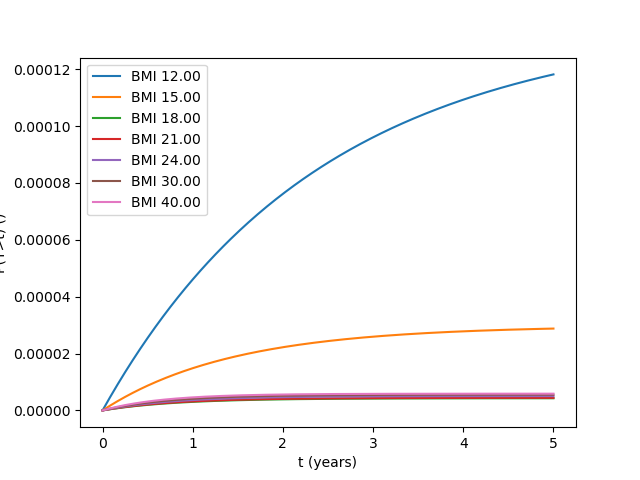 0.00012
0.00010
0.00008
0.00006
0.00004
0.00002
0.00000
BMI 12.00
BMI 15.00
BMI 18.00
BMI 21.00
BMI 24.00
BMI 30.00
BMI 40.00
0 1 2 3 4 5
t (years)